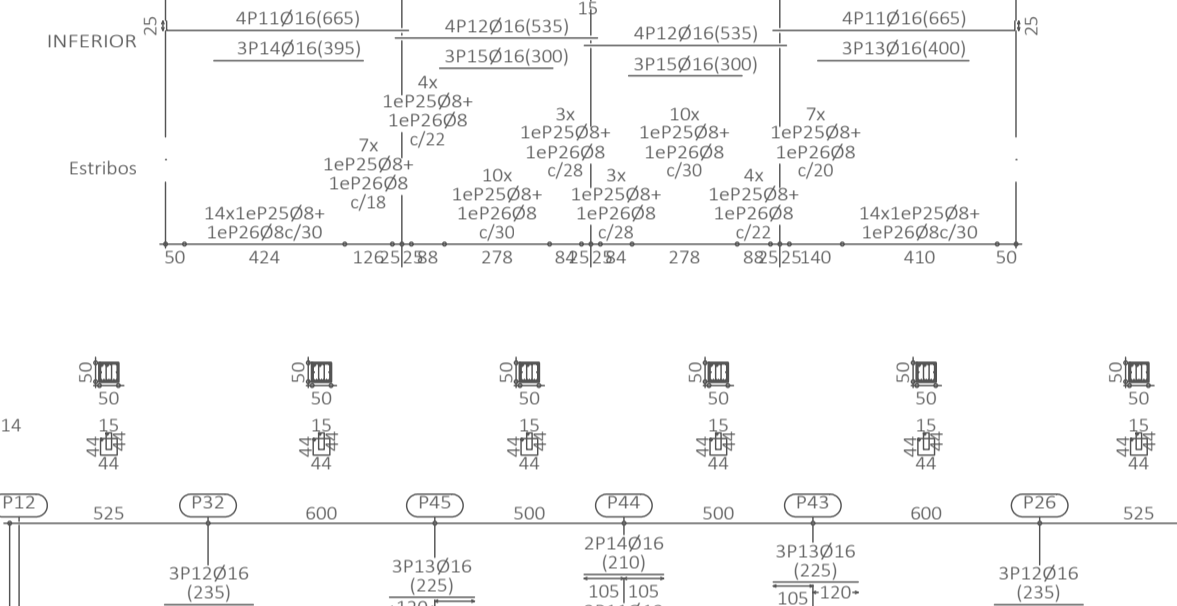 15
25
4P11Ø16(665)
4P12Ø16(535)
4P12Ø16(535)
4P11Ø16(665)
25
INFERIOR
3P14Ø16(395)
3P15Ø16(300)
3P15Ø16(300)
3P13Ø16(400)
Estribos
14x1eP25Ø8+
1eP26Ø8c/30
7x
1eP25Ø8+
1eP26Ø8
c/18
4x
1eP25Ø8+
1eP26Ø8
c/22
10x
1eP25Ø8+
1eP26Ø8
c/30
3x
1eP25Ø8+
1eP26Ø8
c/28
3x
1eP25Ø8+
1eP26Ø8
c/28
10x
1eP25Ø8+
1eP26Ø8
c/30
4x
1eP25Ø8+
1eP26Ø8
c/22
7x
1eP25Ø8+
1eP26Ø8
c/20
14x1eP25Ø8+
1eP26Ø8c/30
50 424 126 25 25 88 278 84 25 25 84 278 88 25 25 140 410 50
50 50 50 50 50 50
50 50 50 50 50 50
14 15 15 15 15 15 15
44 44 44 44 44 44 44 44 44 44 44 44
44 44 44 44 44 44
P12 525 P32 600 P45 500 P44 500 P43 600 P26 525
3P12Ø16
(235)
3P13Ø16
(225)
120
2P14Ø16
(210)
105 105
3P13Ø16
(225)
105 120
3P12Ø16
(235)